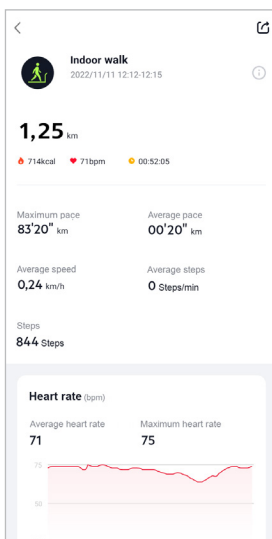 Indoor walk
2022/11/11 12:12-12:15
1,25 km
714kcal 71bpm 00:52:05
Maximum pace Average pace
83'20" km 00'20" km
Average speed Average steps
0,24 km/h 0 Steps/min
Steps
844 Steps
Heart rate (bpm)
Average heart rate Maximum heart rate
71 75
75
50